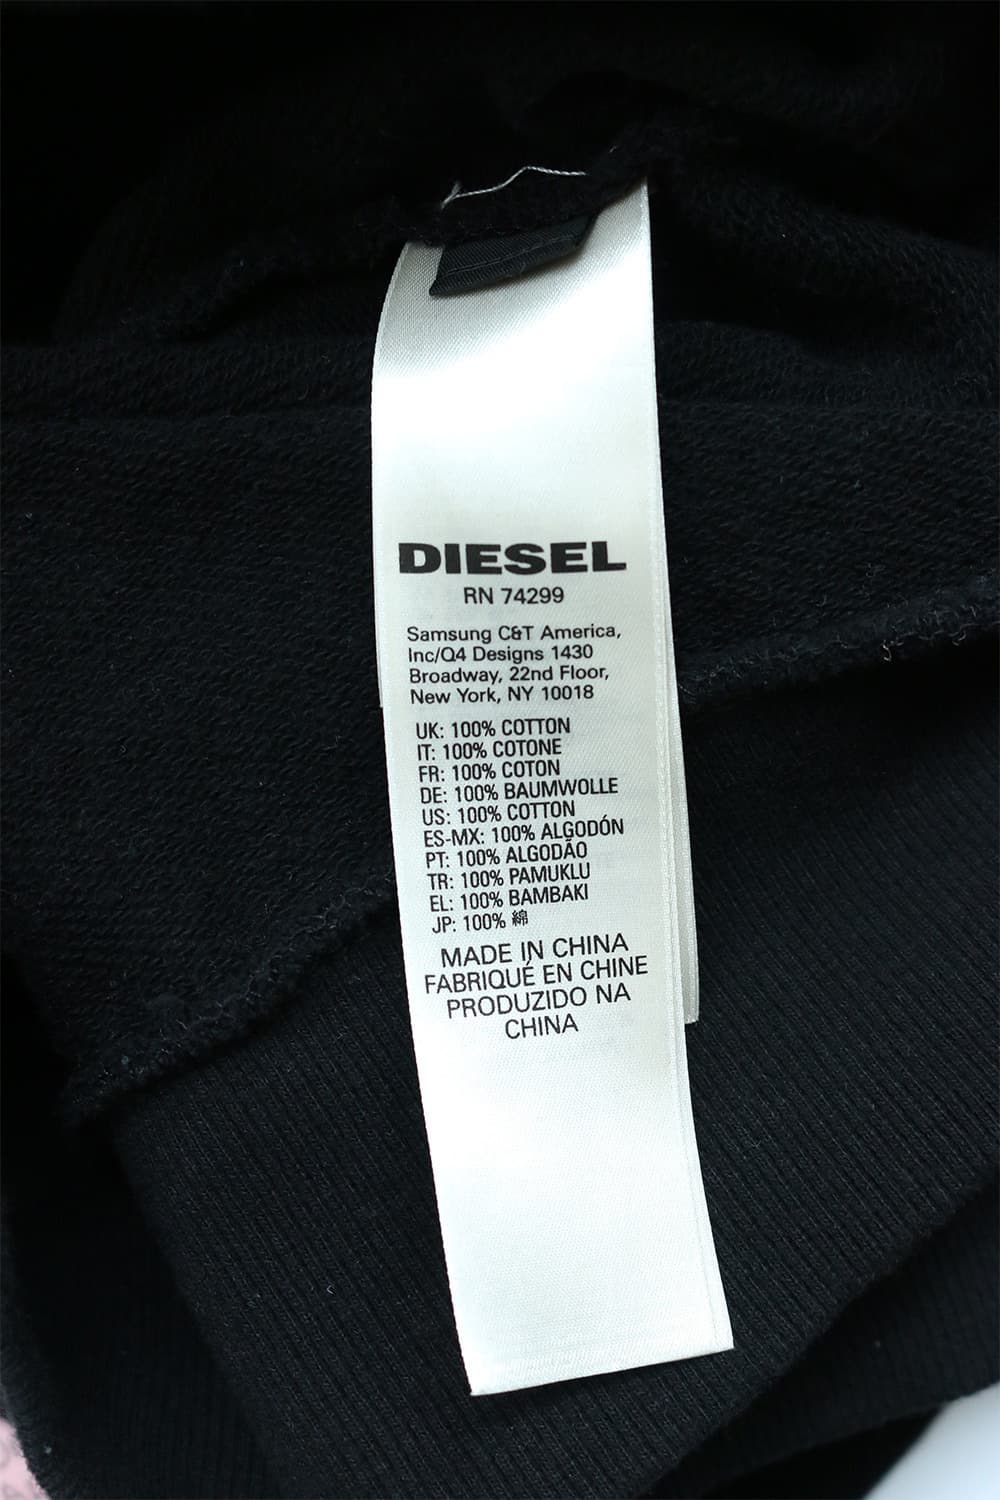 DIESEL
RN 74299
Samsung C&T America,
Inc/Q4 Designs 1430
Broadway, 22nd Floor,
New York, NY 10018
UK: 100% COTTON
IT: 100% COTONE
FR: 100% COTON
DE: 100% BAUMWOLLE
US: 100% COTTON
ES-MX: 100% ALGODÓN
PT: 100% ALGODÃO
TR: 100% PAMUKLU
EL: 100% BAMBAKI
JP: 100% 綿
MADE IN CHINA
FABRIQUÉ EN CHINE
PRODUZIDO NA
CHINA